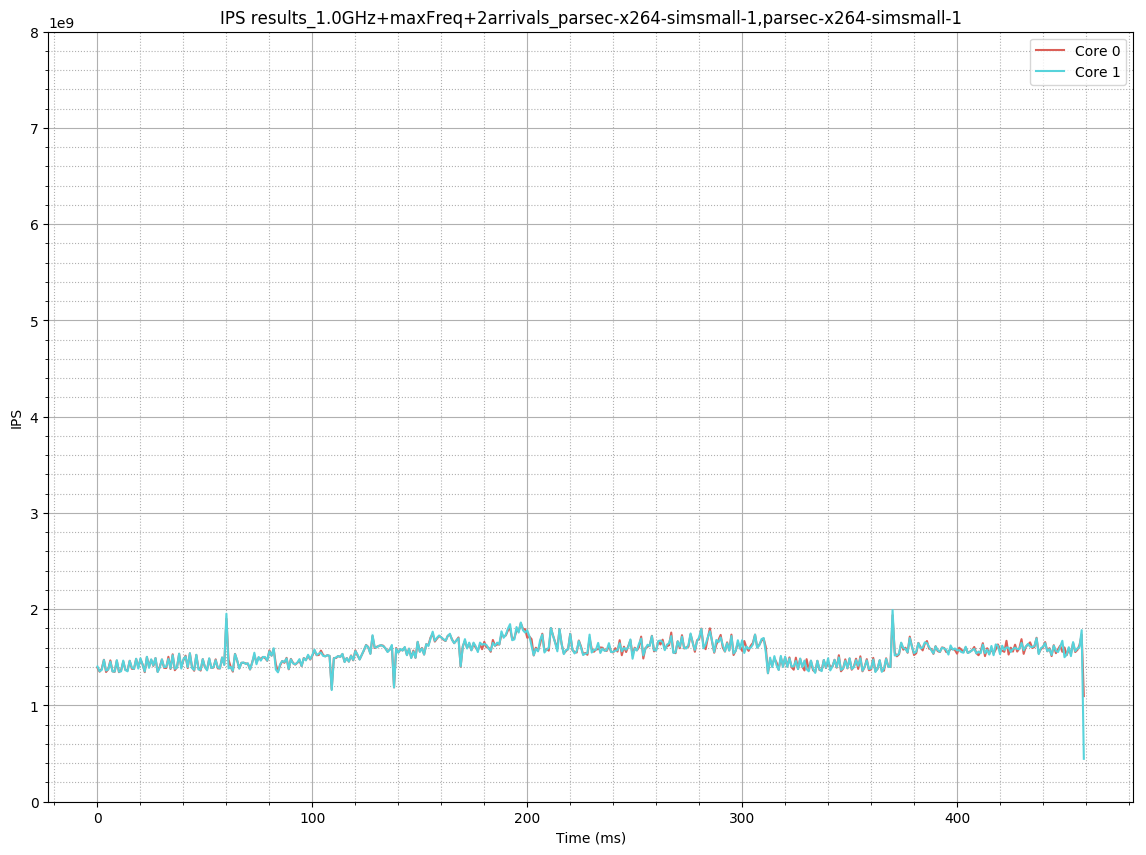 IPS results_1.0GHz+maxFreq+2arrivals_parsec-x264-simsmall-1,parsec-x264-simsmall-1
1e9
Core 0
Core 1
8
7
6
5
4
3
2
1
0
IPS
0 100 200 300 400
Time (ms)